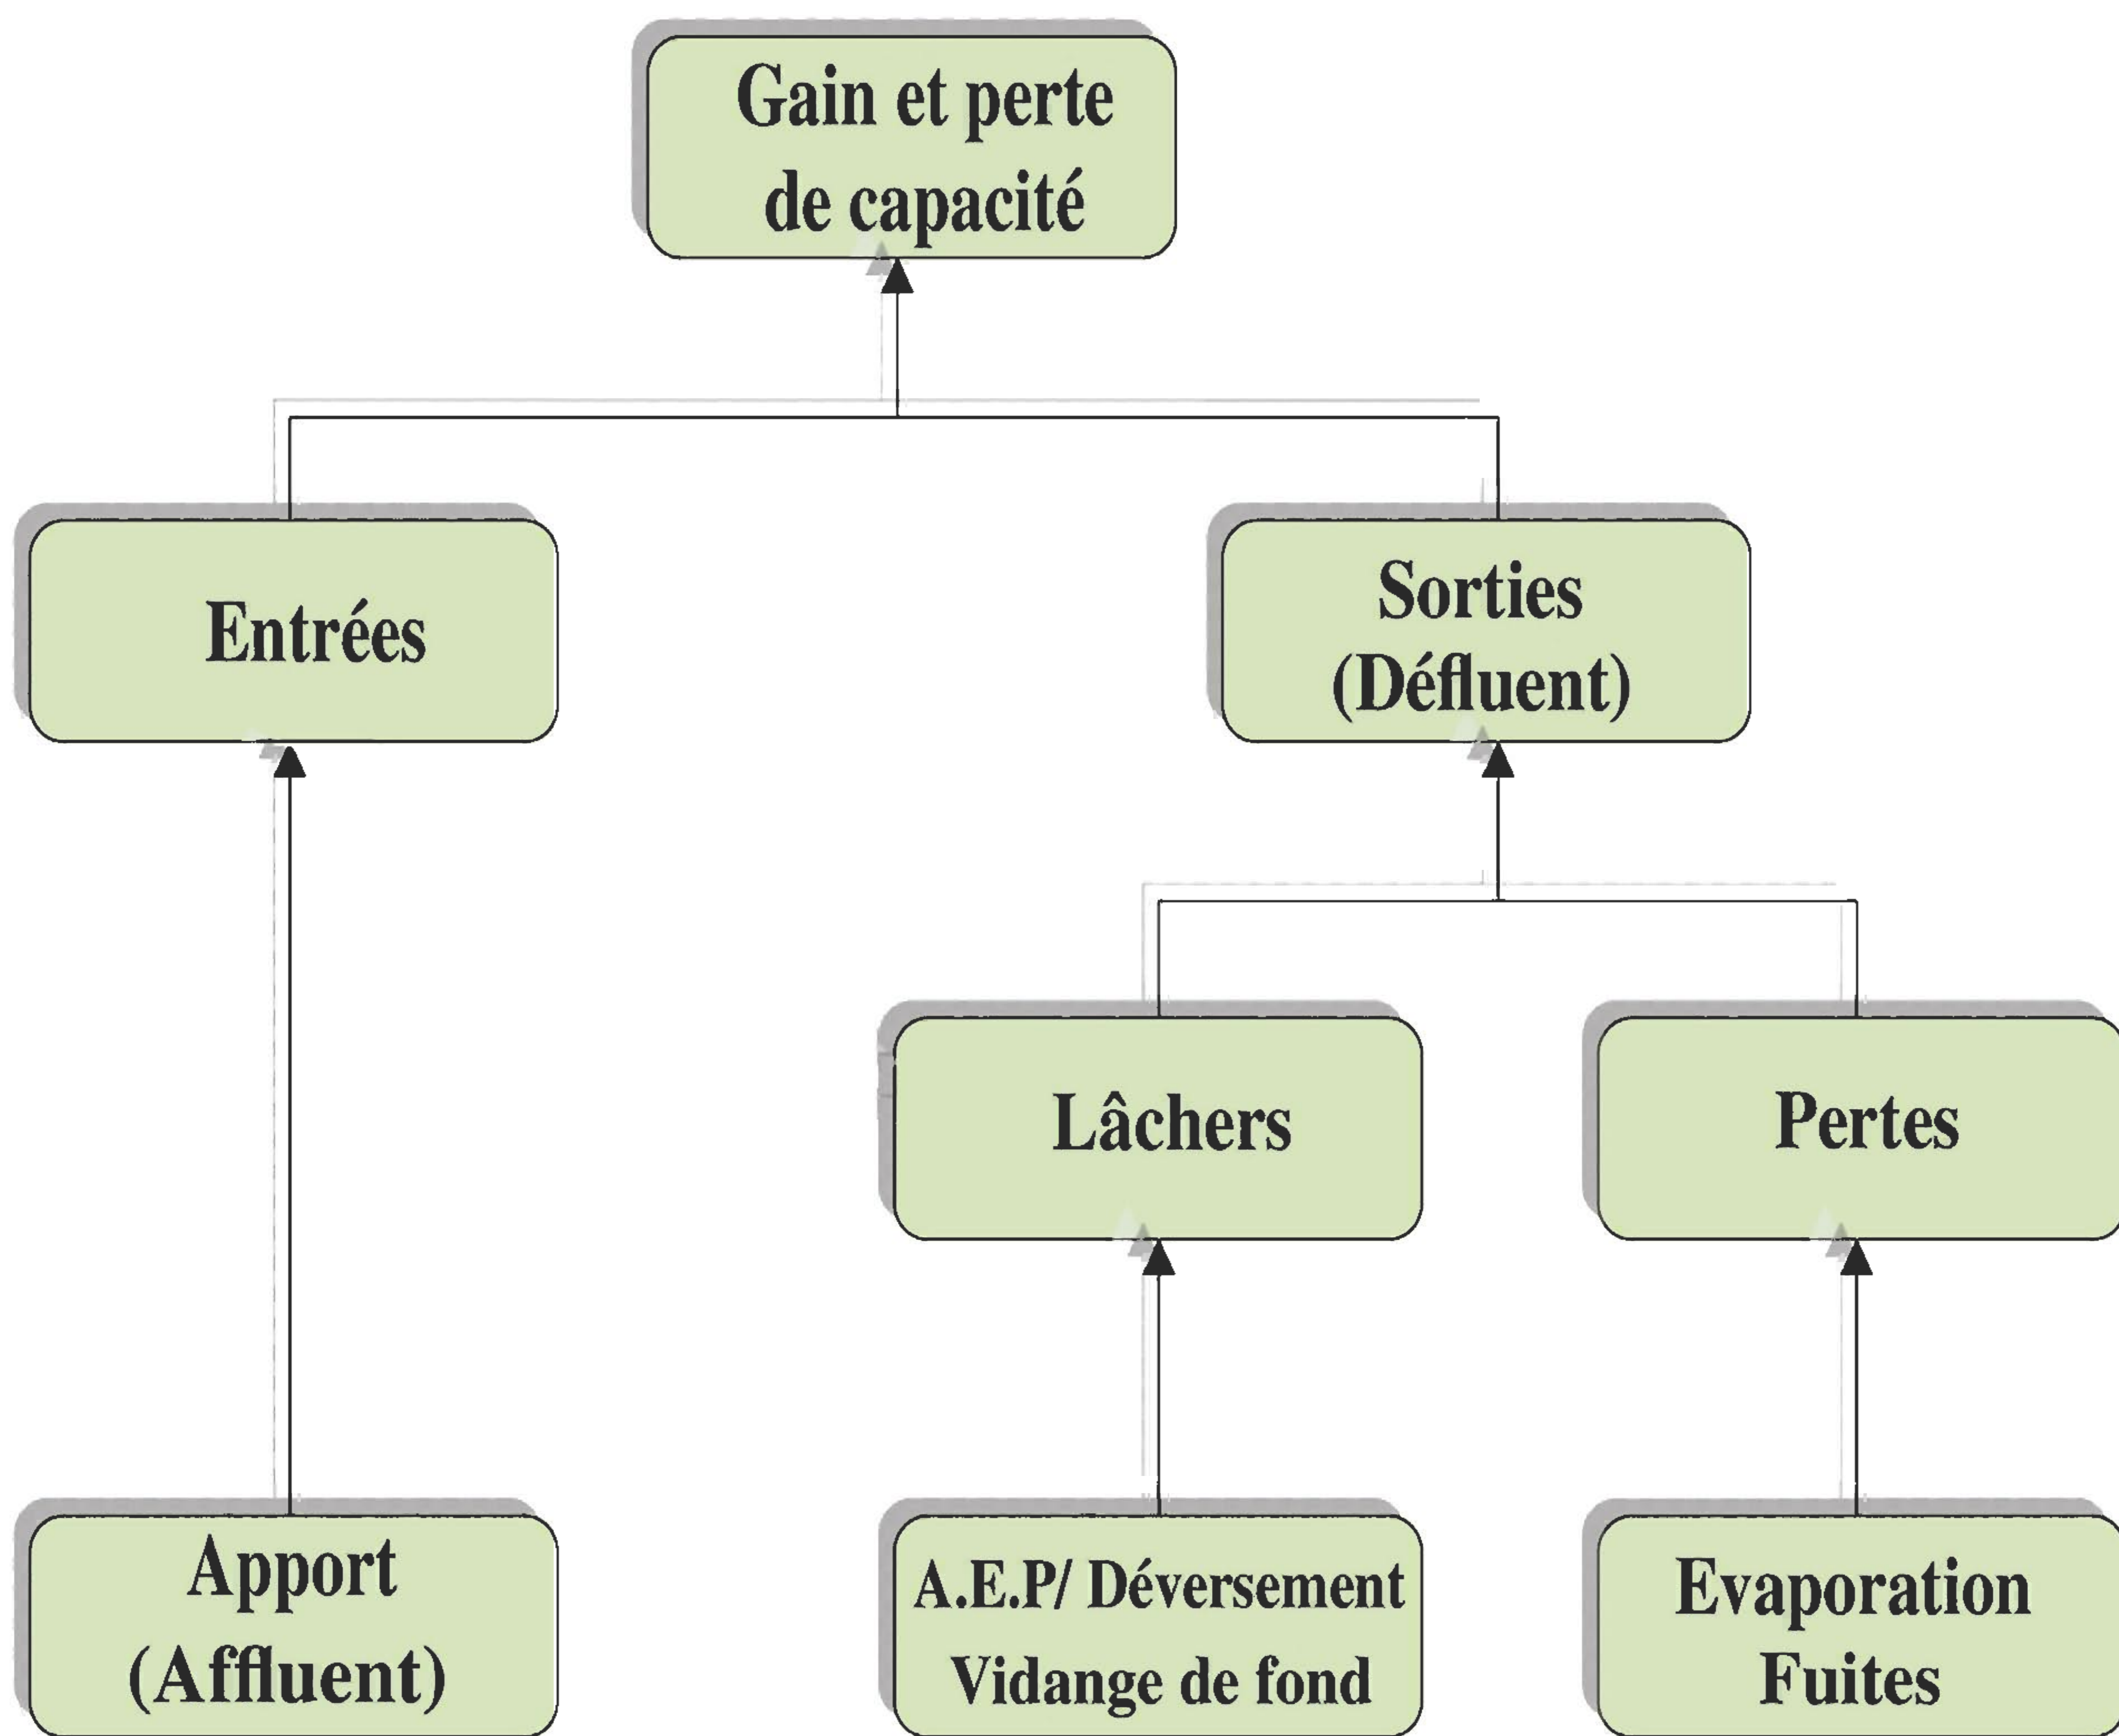 Gain et perte
de capacité
Entrées
Sorties
(Défluent)
Lâchers
Pertes
Apport
(Affluent)
A.E.P/ Déversement
Vidange de fond
Evaporation
Fuites